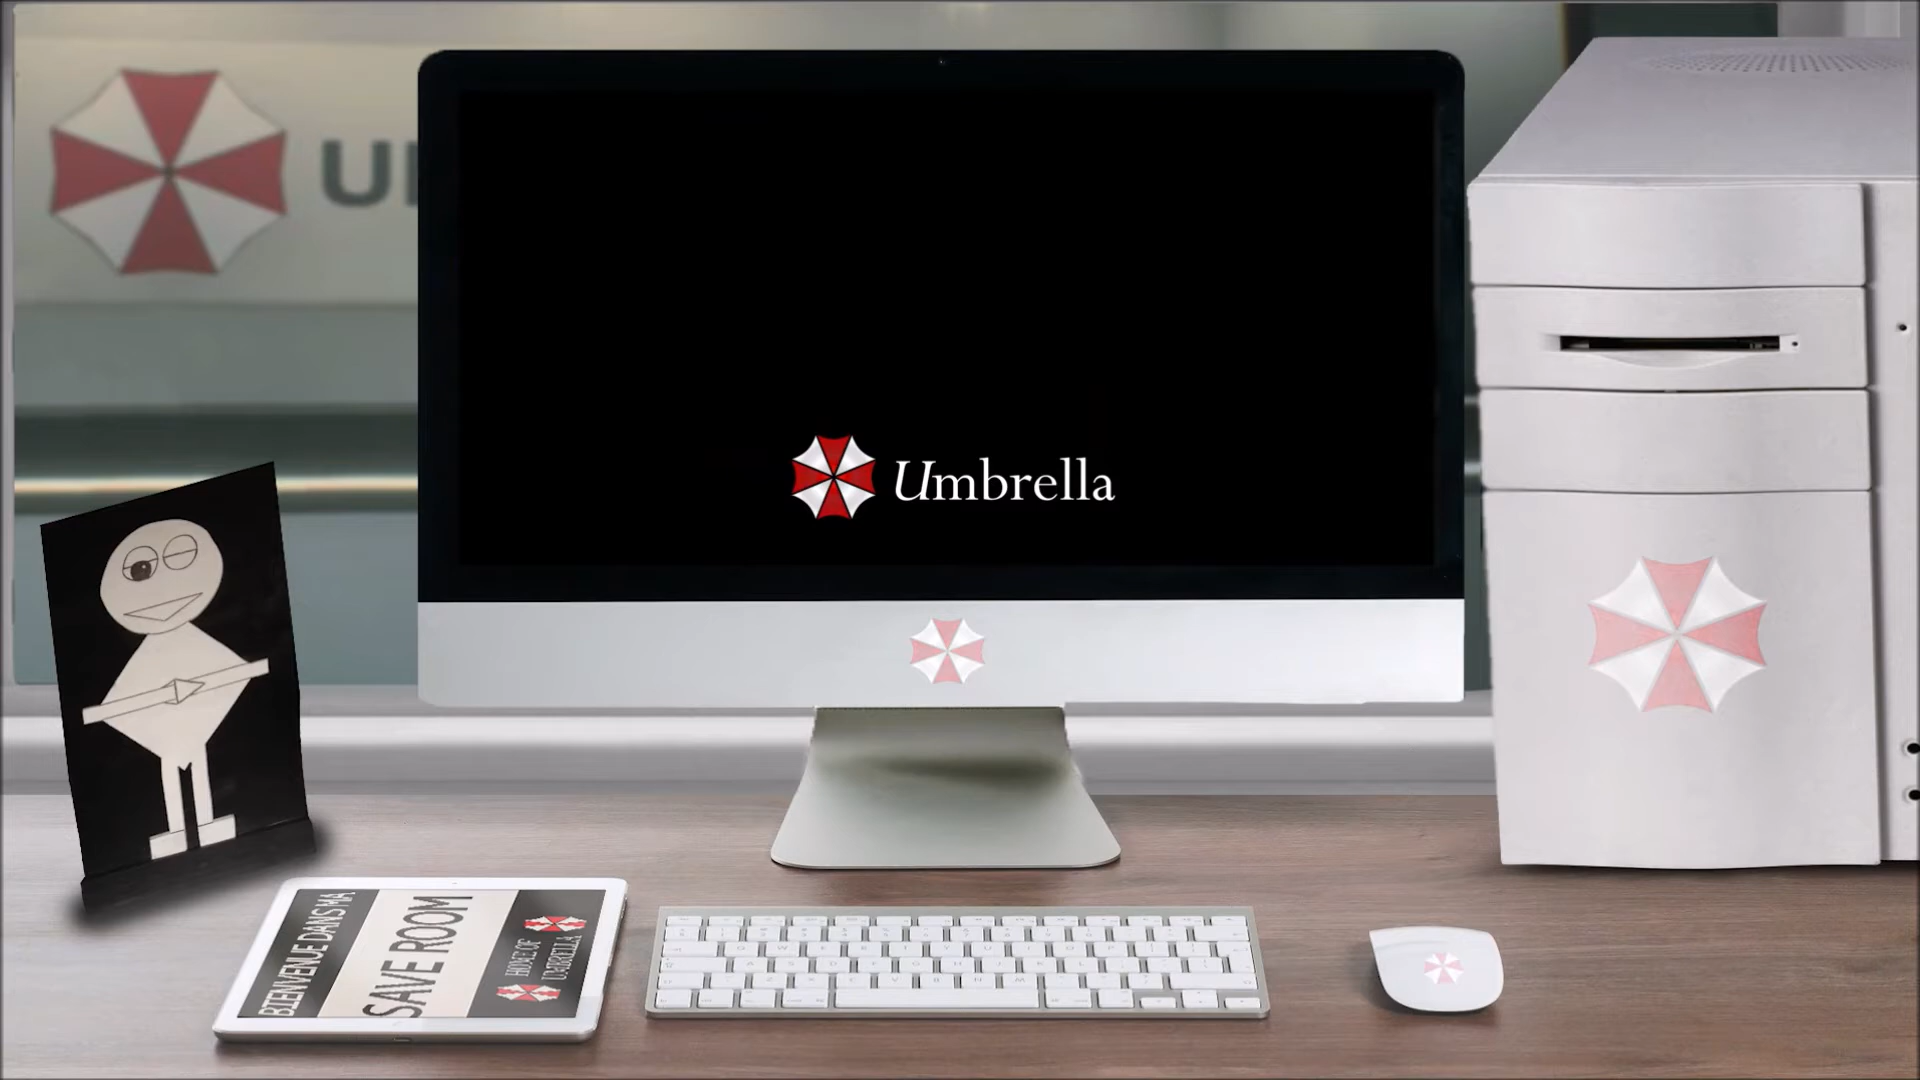 U
Umbrella
BIENVENUE DANS MA
SAVE ROOM
HOME OF
UMBRELLA